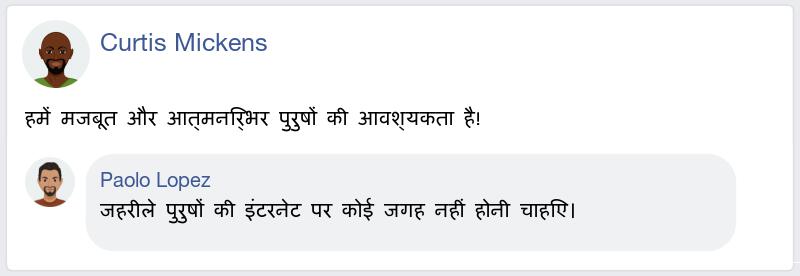 Curtis Mickens
हमें मजबूत और आत्मनिर्भर पुरुषों की आवश्यकता है!
Paolo Lopez
जहरीले पुरुषों की इंटरनेट पर कोई जगह नहीं होनी चाहिए।